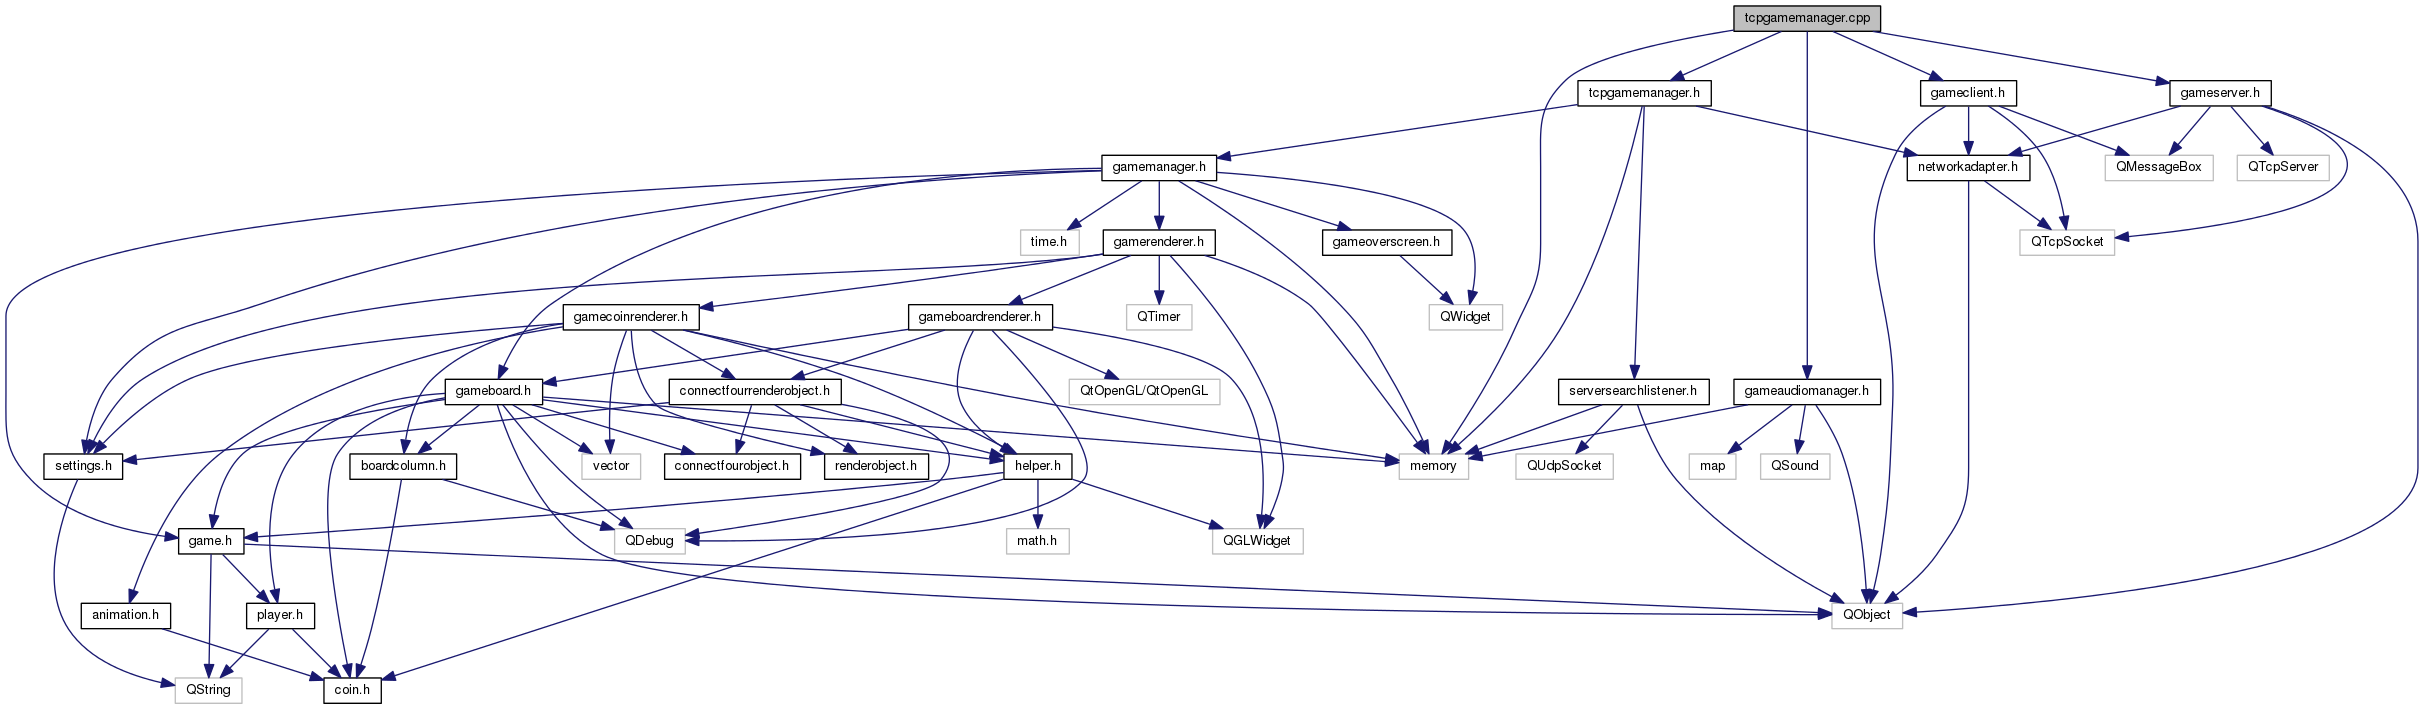 tcpgamemanager.cpp
tcpgamemanager.h
gameclient.h
gameserver.h
gamemanager.h
networkadapter.h
QMessageBox
QTcpServer
time.h
gamerenderer.h
gameoverscreen.h
QTcpSocket
gamecoinrenderer.h
gameboardrenderer.h
QTimer
QWidget
gameboard.h
connectfourrenderobject.h
QtOpenGL/QtOpenGL
serversearchlistener.h
gameaudiomanager.h
settings.h
boardcolumn.h
vector
connectfourobject.h
renderobject.h
helper.h
memory
QUdpSocket
map
QSound
game.h
QDebug
math.h
QGLWidget
animation.h
player.h
QObject
QString
coin.h